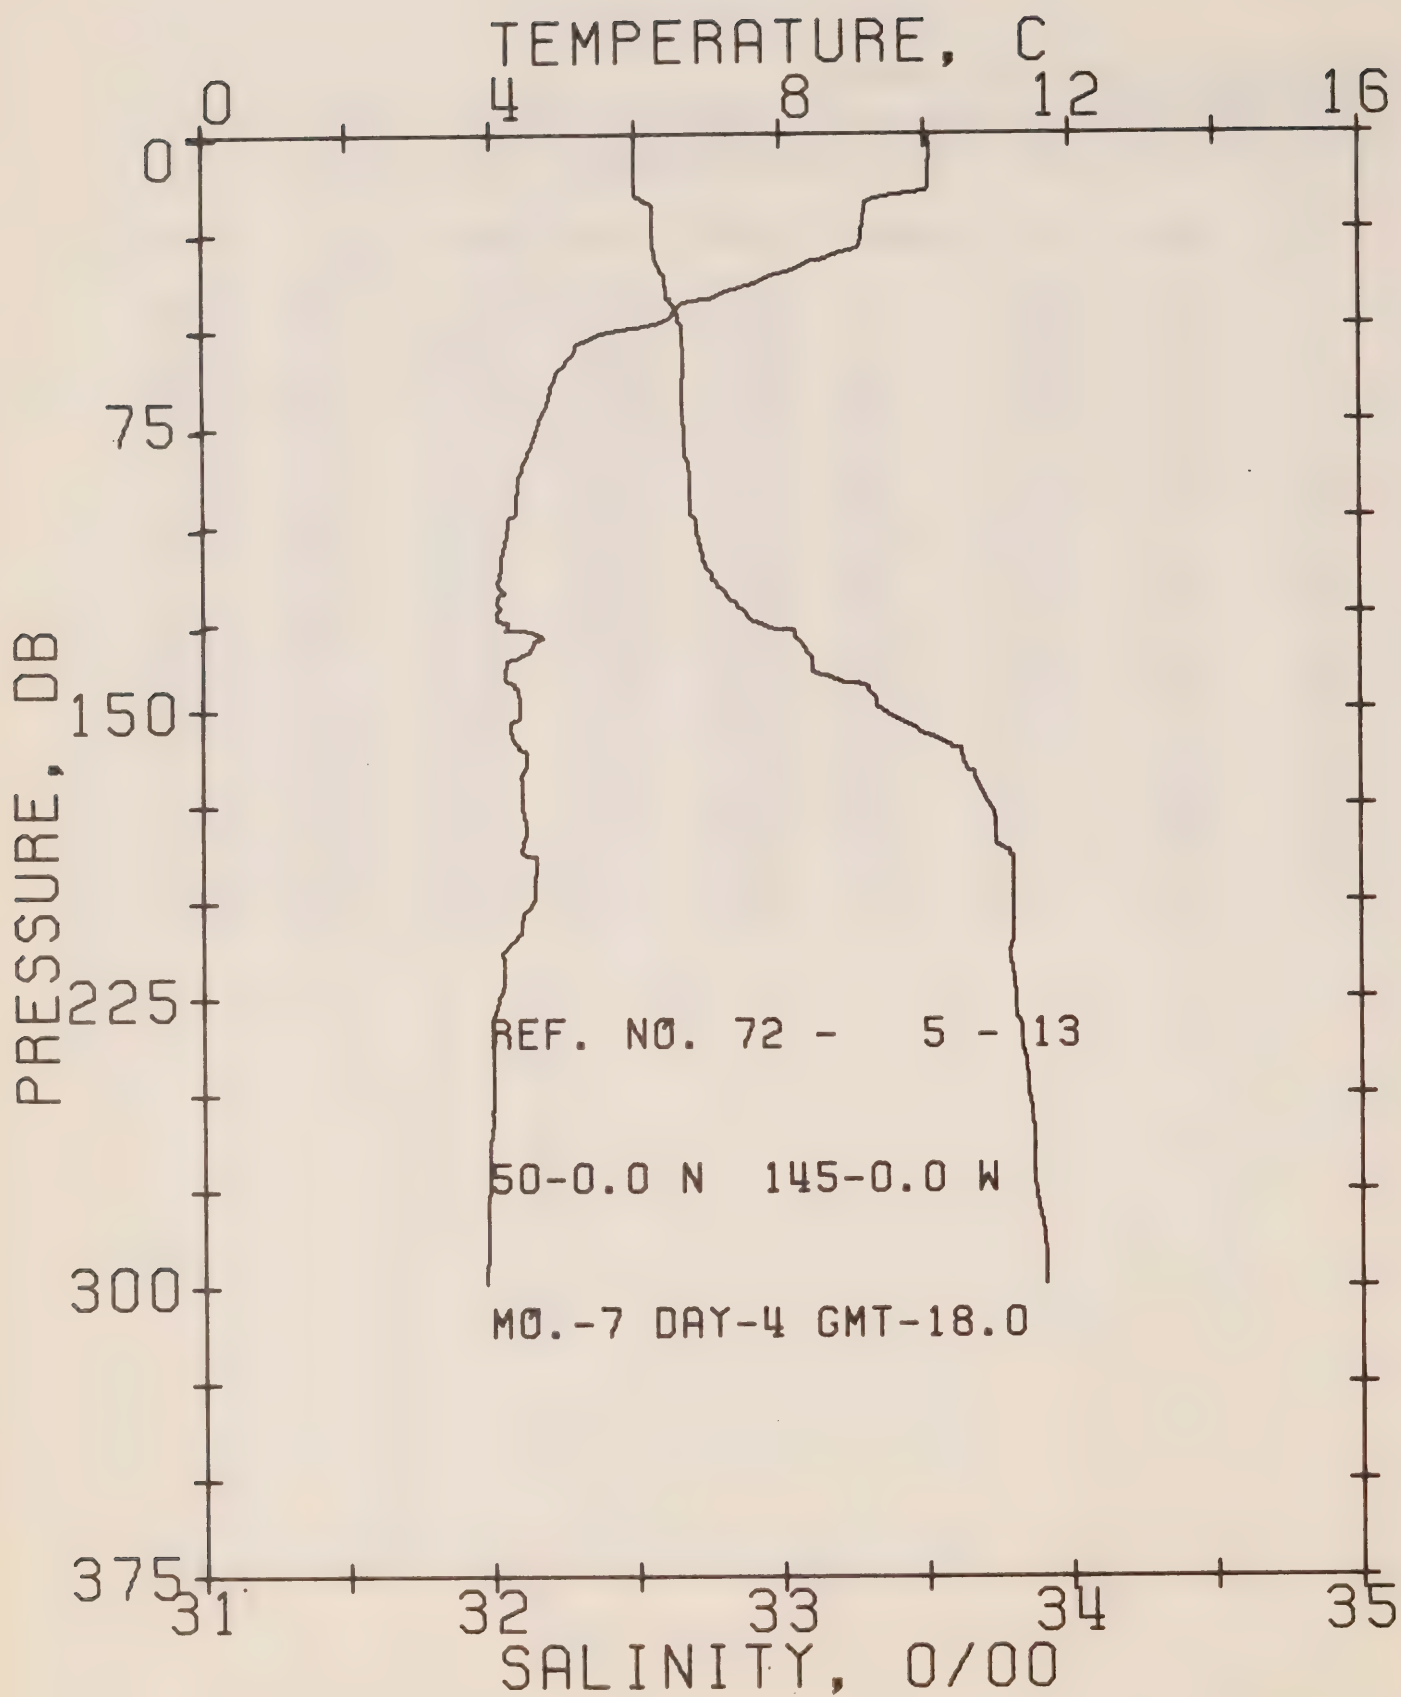 TEMPERATURE, C
0 4 8 12 16
0
75
150
225
300
375
PRESSURE, DB
REF. NO. 72 - 5 - 13
50-0.0 N 145-0.0 W
MO.-7 DAY-4 GMT-18.0
31 32 33 34 35
SALINITY, 0/00